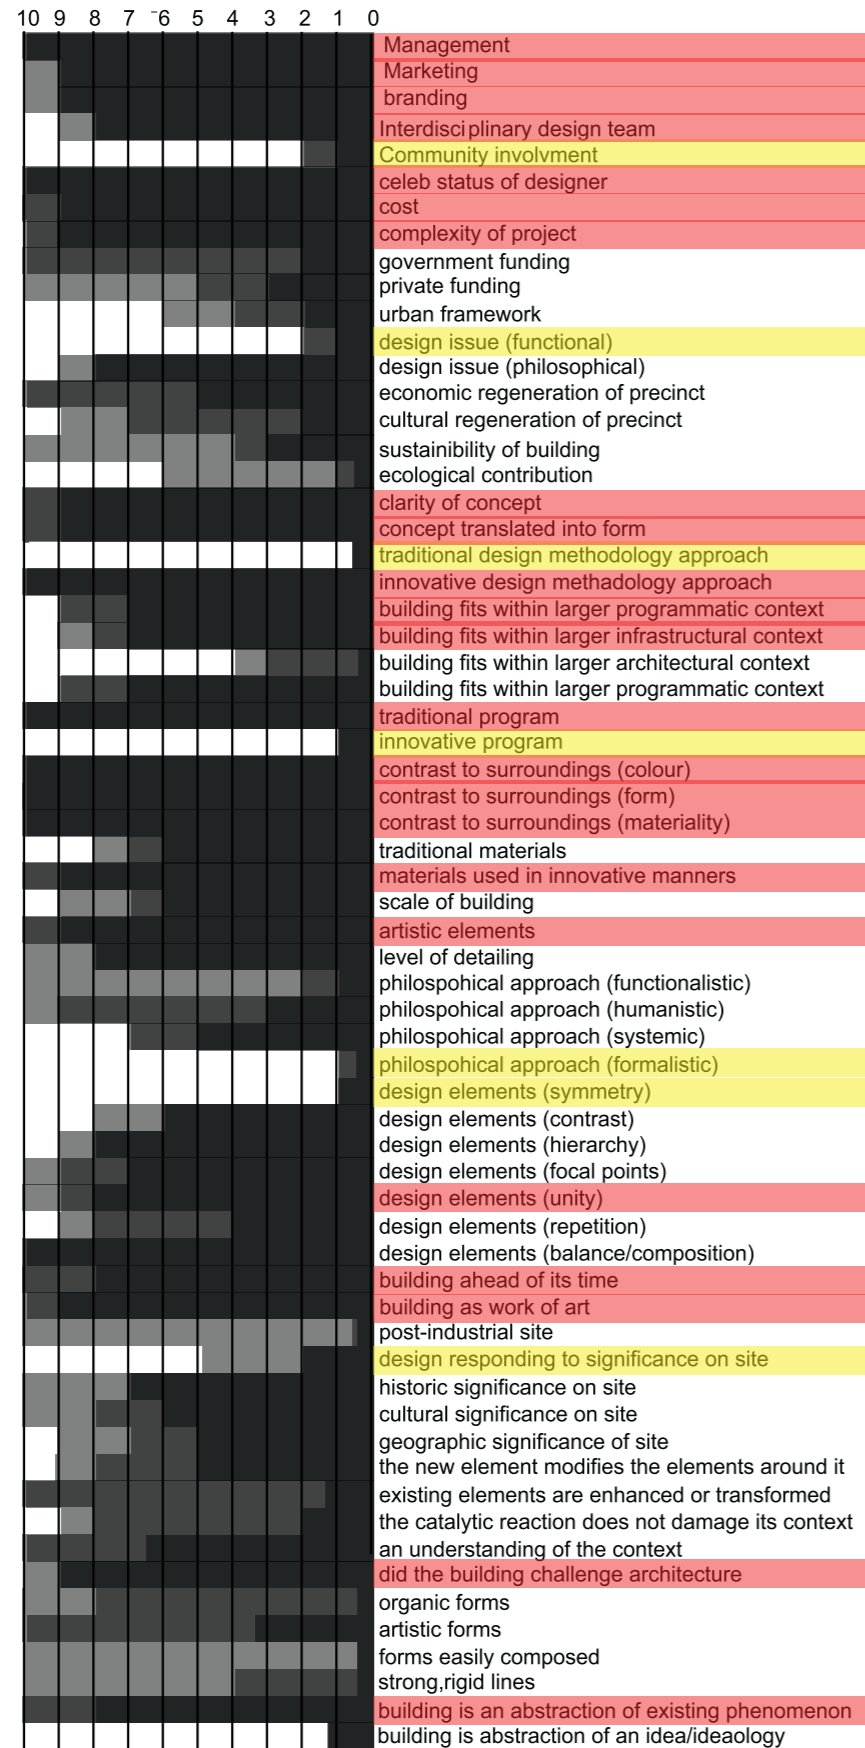 10 9 8 7 6 5 4 3 2 1 0
Management
Marketing
branding
Interdisciplinary design team
Community involvment
celeb status of designer
cost
complexity of project
government funding
private funding
urban framework
design issue (functional)
design issue (philosophical)
economic regeneration of precinct
cultural regeneration of precinct
sustainibility of building
ecological contribution
clarity of concept
concept translated into form
traditional design methodology approach
innovative design methadology approach
building fits within larger programmatic context
building fits within larger infrastructural context
building fits within larger architectural context
building fits within larger programmatic context
traditional program
innovative program
contrast to surroundings (colour)
contrast to surroundings (form)
contrast to surroundings (materiality)
traditional materials
materials used in innovative manners
scale of building
artistic elements
level of detailing
philospohical approach (functionalistic)
philospohical approach (humanistic)
philospohical approach (systemic)
philospohical approach (formalistic)
design elements (symmetry)
design elements (contrast)
design elements (hierarchy)
design elements (focal points)
design elements (unity)
design elements (repetition)
design elements (balance/composition)
building ahead of its time
building as work of art
post-industrial site
design responding to significance on site
historic significance on site
cultural significance on site
geographic significance of site
the new element modifies the elements around it
existing elements are enhanced or transformed
the catalytic reaction does not damage its context
an understanding of the context
did the building challenge architecture
organic forms
artistic forms
forms easily composed
strong,rigid lines
building is an abstraction of existing phenomenon
building is abstraction of an idea/ideaology